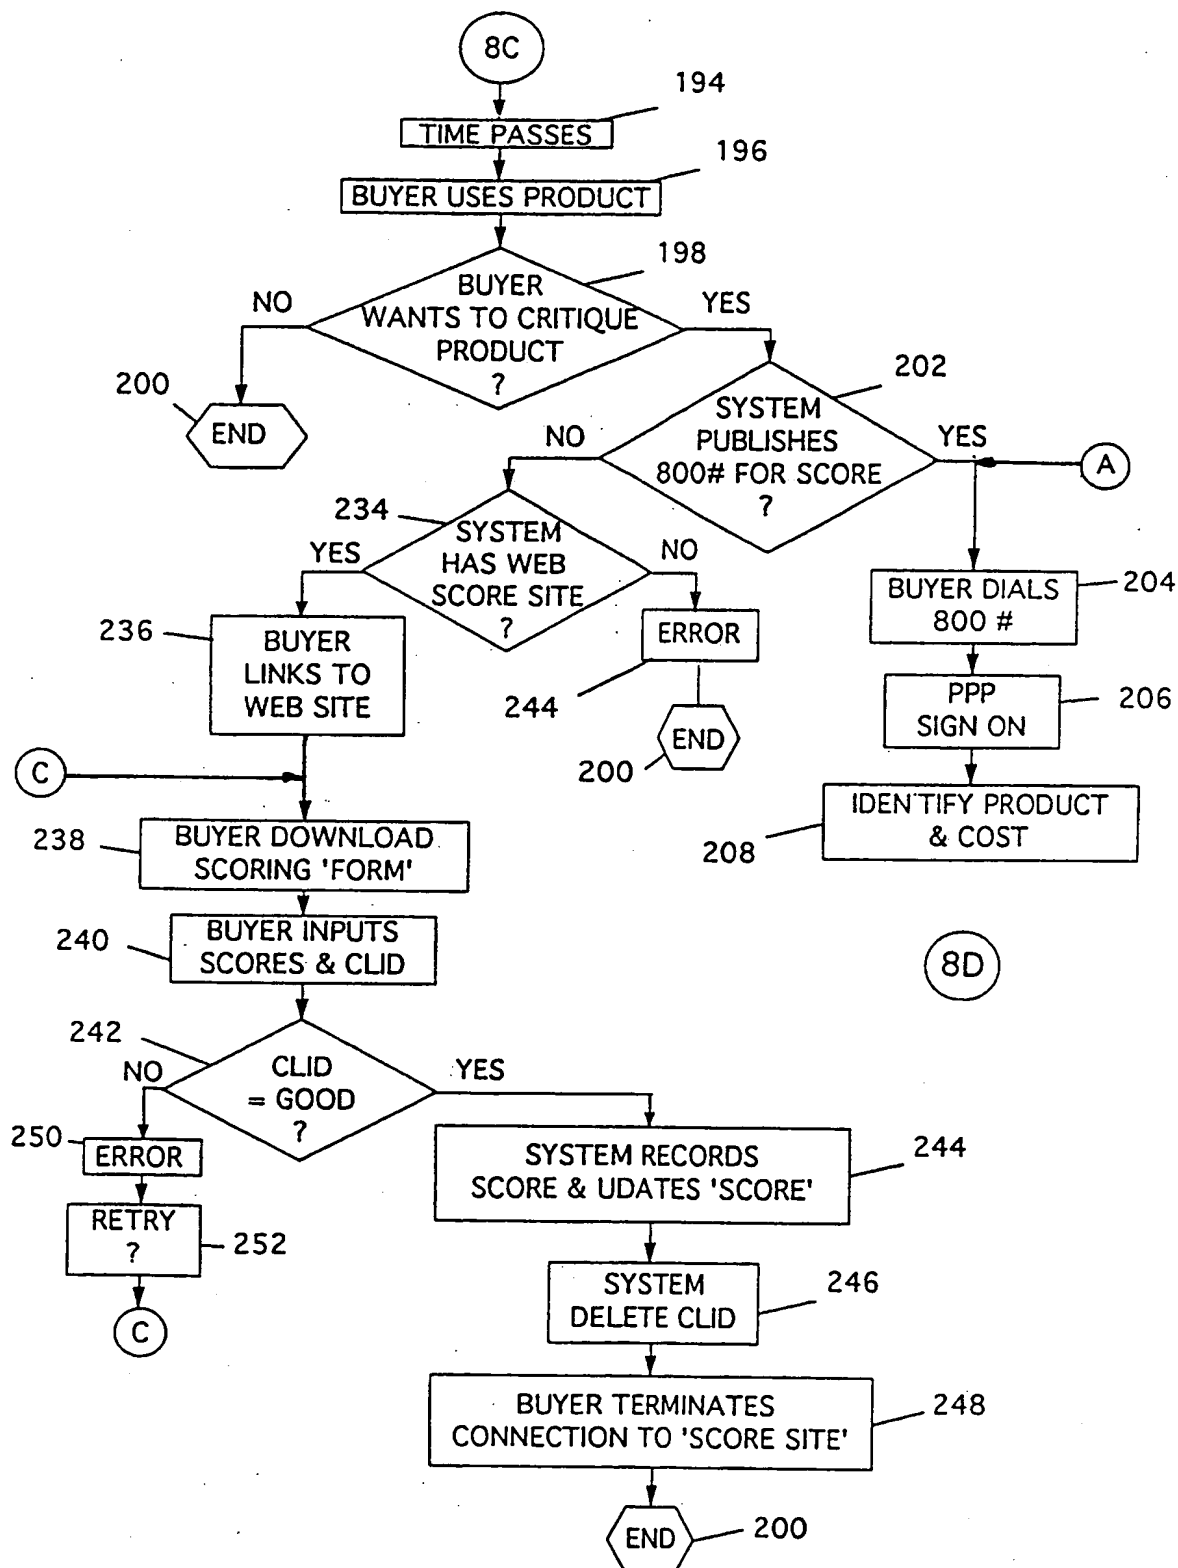 8C
194
TIME PASSES
196
BUYER USES PRODUCT
198
BUYER
WANTS TO CRITIQUE
PRODUCT
?
NO
YES
200
END
202
SYSTEM
PUBLISHES
800# FOR SCORE
?
NO
YES
A
234
SYSTEM
HAS WEB
SCORE SITE
?
YES
NO
BUYER DIALS
800 #
204
236
BUYER
LINKS TO
WEB SITE
ERROR
244
END
200
PPP
SIGN ON
206
C
IDENTIFY PRODUCT
& COST
208
238
BUYER DOWNLOAD
SCORING 'FORM'
240
BUYER INPUTS
SCORES & CLID
8D
242
CLID
= GOOD
?
NO
YES
250
ERROR
SYSTEM RECORDS
SCORE & UDATES 'SCORE'
244
RETRY
?
252
C
SYSTEM
DELETE CLID
246
BUYER TERMINATES
CONNECTION TO 'SCORE SITE'
248
END
200